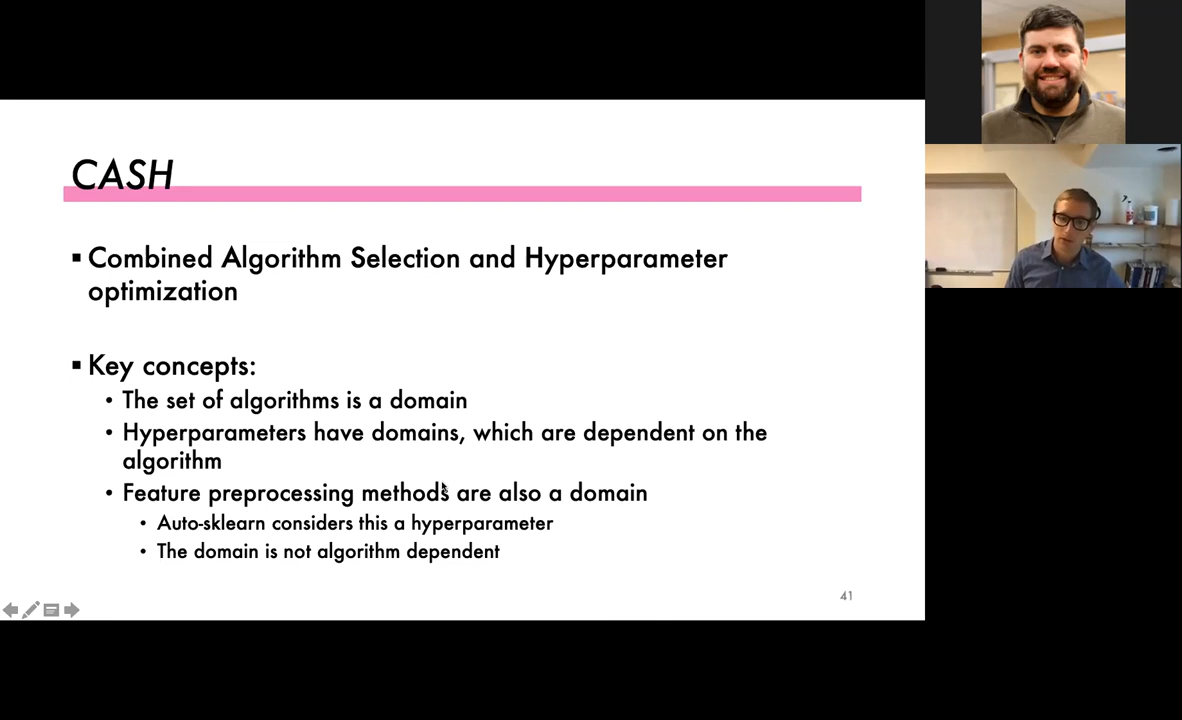 CASH
▪ Combined Algorithm Selection and Hyperparameter
optimization
▪ Key concepts:
• The set of algorithms is a domain
• Hyperparameters have domains, which are dependent on the
algorithm
• Feature preprocessing methods are also a domain
• Auto-sklearn considers this a hyperparameter
• The domain is not algorithm dependent
41